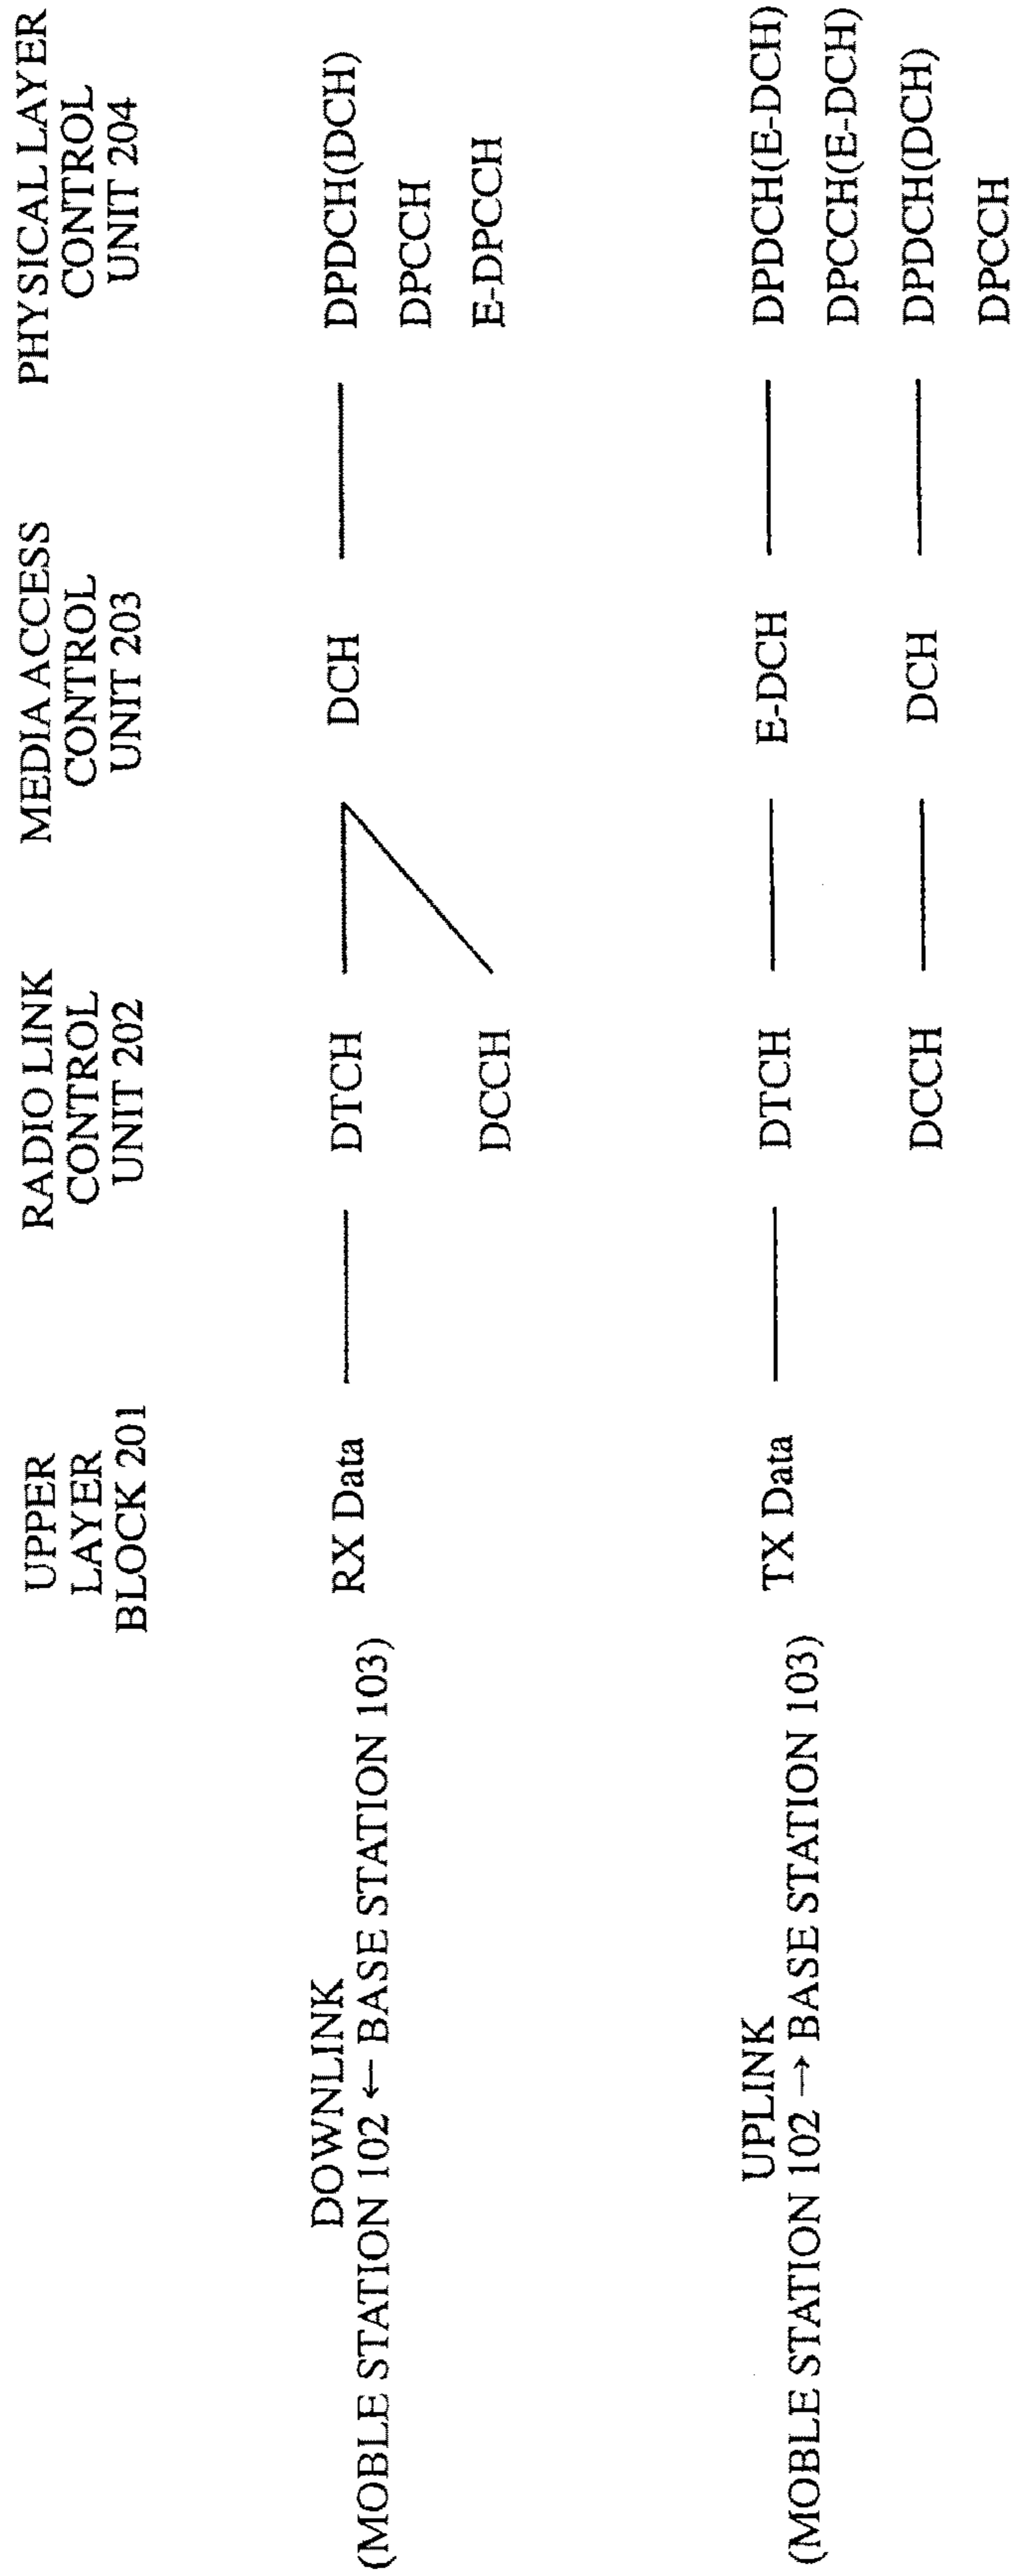 UPPER
LAYER
BLOCK 201
RADIO LINK
CONTROL
UNIT 202
MEDIA ACCESS
CONTROL
UNIT 203
PHYSICAL LAYER
CONTROL
UNIT 204
DOWNLINK
(MOBLE STATION 102 ← BASE STATION 103)
RX Data
DTCH
DCH
DPDCH(DCH)
DPCCH
DCCH
E-DPCCH
UPLINK
(MOBLE STATION 102 → BASE STATION 103)
TX Data
DTCH
E-DCH
DPDCH(E-DCH)
DPCCH(E-DCH)
DCCH
DCH
DPDCH(DCH)
DPCCH